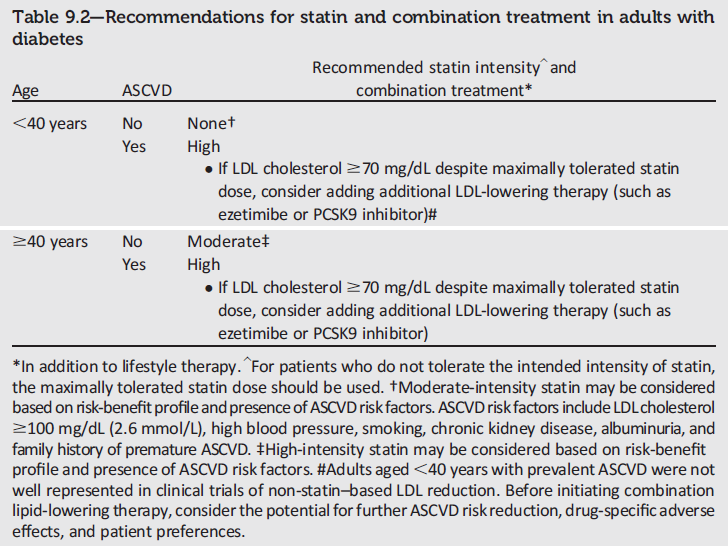 Table 9.2—Recommendations for statin and combination treatment in adults with
diabetes
Recommended statin intensity^ and
Age ASCVD combination treatment*
<40 years No None†
Yes High
● If LDL cholesterol ≥70 mg/dL despite maximally tolerated statin
dose, consider adding additional LDL-lowering therapy (such as
ezetimibe or PCSK9 inhibitor)#
≥40 years No Moderate‡
Yes High
● If LDL cholesterol ≥70 mg/dL despite maximally tolerated statin
dose, consider adding additional LDL-lowering therapy (such as
ezetimibe or PCSK9 inhibitor)
*In addition to lifestyle therapy. ^For patients who do not tolerate the intended intensity of statin,
the maximally tolerated statin dose should be used. †Moderate-intensity statin may be considered
based on risk-benefit profile and presence of ASCVD risk factors. ASCVD risk factors include LDL cholesterol
≥100 mg/dL (2.6 mmol/L), high blood pressure, smoking, chronic kidney disease, albuminuria, and
family history of premature ASCVD. ‡High-intensity statin may be considered based on risk-benefit
profile and presence of ASCVD risk factors. #Adults aged <40 years with prevalent ASCVD were not
well represented in clinical trials of non-statin–based LDL reduction. Before initiating combination
lipid-lowering therapy, consider the potential for further ASCVD risk reduction, drug-specific adverse
effects, and patient preferences.